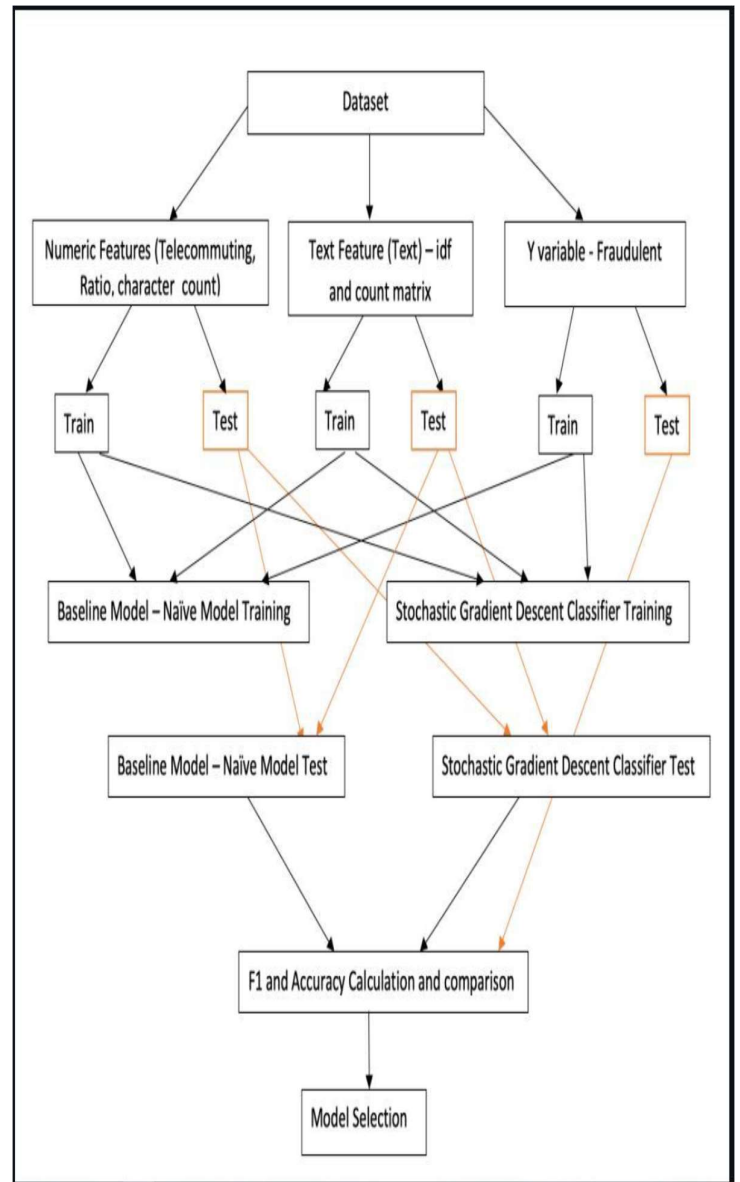 Dataset
Numeric Features (Telecommuting,
Ratio, character count)
Text Feature (Text) – idf
and count matrix
Y variable - Fraudulent
Train
Test
Train
Test
Train
Test
Baseline Model – Naïve Model Training
Stochastic Gradient Descent Classifier Training
Baseline Model – Naïve Model Test
Stochastic Gradient Descent Classifier Test
F1 and Accuracy Calculation and comparison
Model Selection